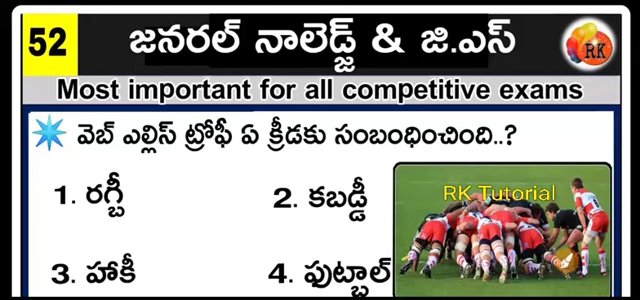 52
జనరల్ నాలెడ్జ్ & జి.ఎస్
RK
Most important for all competitive exams
వెబ్ ఎల్లిస్ ట్రోఫీ ఏ క్రీడకు సంబంధించింది..?
1. రగ్బీ
2. కబడ్డీ
RK Tutorial
3. హాకీ
4. ఫుట్బాల్